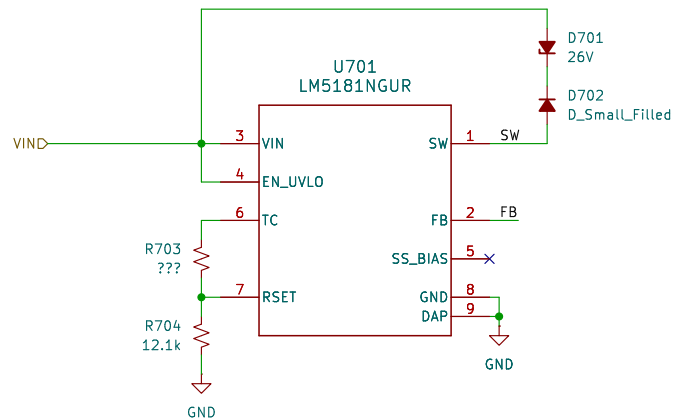 D701
26V
U701
LM5181NGUR
D702
D_Small_Filled
VIN
3
VIN
SW
1
SW
4
EN_UVLO
6
TC
FB
2
FB
R703
???
SS_BIAS
5
7
RSET
GND
8
DAP
9
R704
12.1k
GND
GND